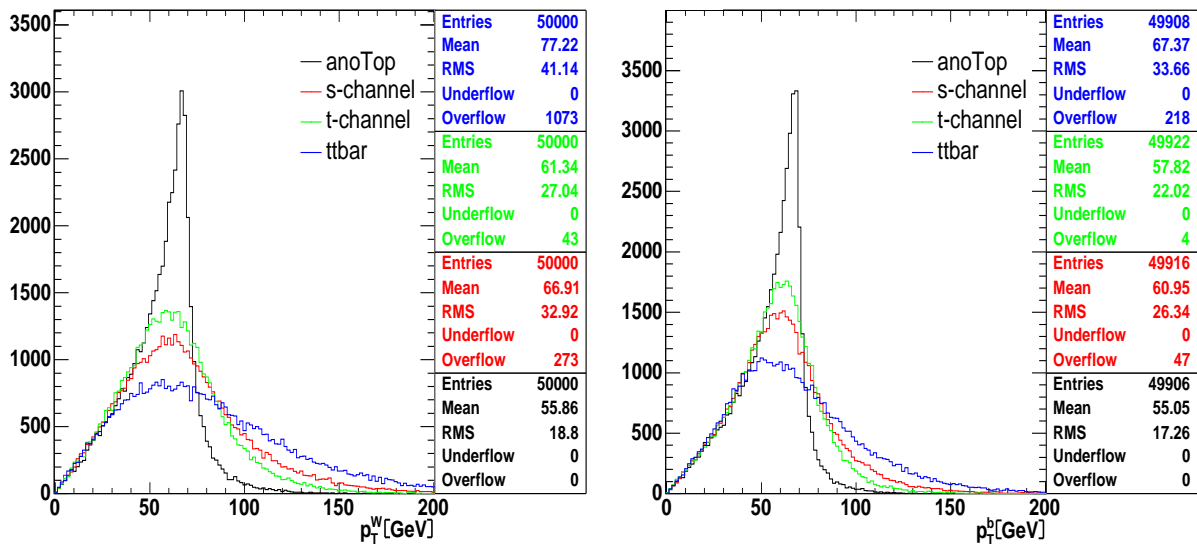 3500
3000
2500
2000
1500
1000
500
0
0 50 100 150 200
p_T^W [GeV]
anoTop
s-channel
t-channel
ttbar
Entries 50000
Mean 77.22
RMS 41.14
Underflow 0
Overflow 1073
Entries 50000
Mean 61.34
RMS 27.04
Underflow 0
Overflow 43
Entries 50000
Mean 66.91
RMS 32.92
Underflow 0
Overflow 273
Entries 50000
Mean 55.86
RMS 18.8
Underflow 0
Overflow 0
3500
3000
2500
2000
1500
1000
500
0
0 50 100 150 200
p_T^b [GeV]
anoTop
s-channel
t-channel
ttbar
Entries 49908
Mean 67.37
RMS 33.66
Underflow 0
Overflow 218
Entries 49922
Mean 57.82
RMS 22.02
Underflow 0
Overflow 4
Entries 49916
Mean 60.95
RMS 26.34
Underflow 0
Overflow 47
Entries 49906
Mean 55.05
RMS 17.26
Underflow 0
Overflow 0